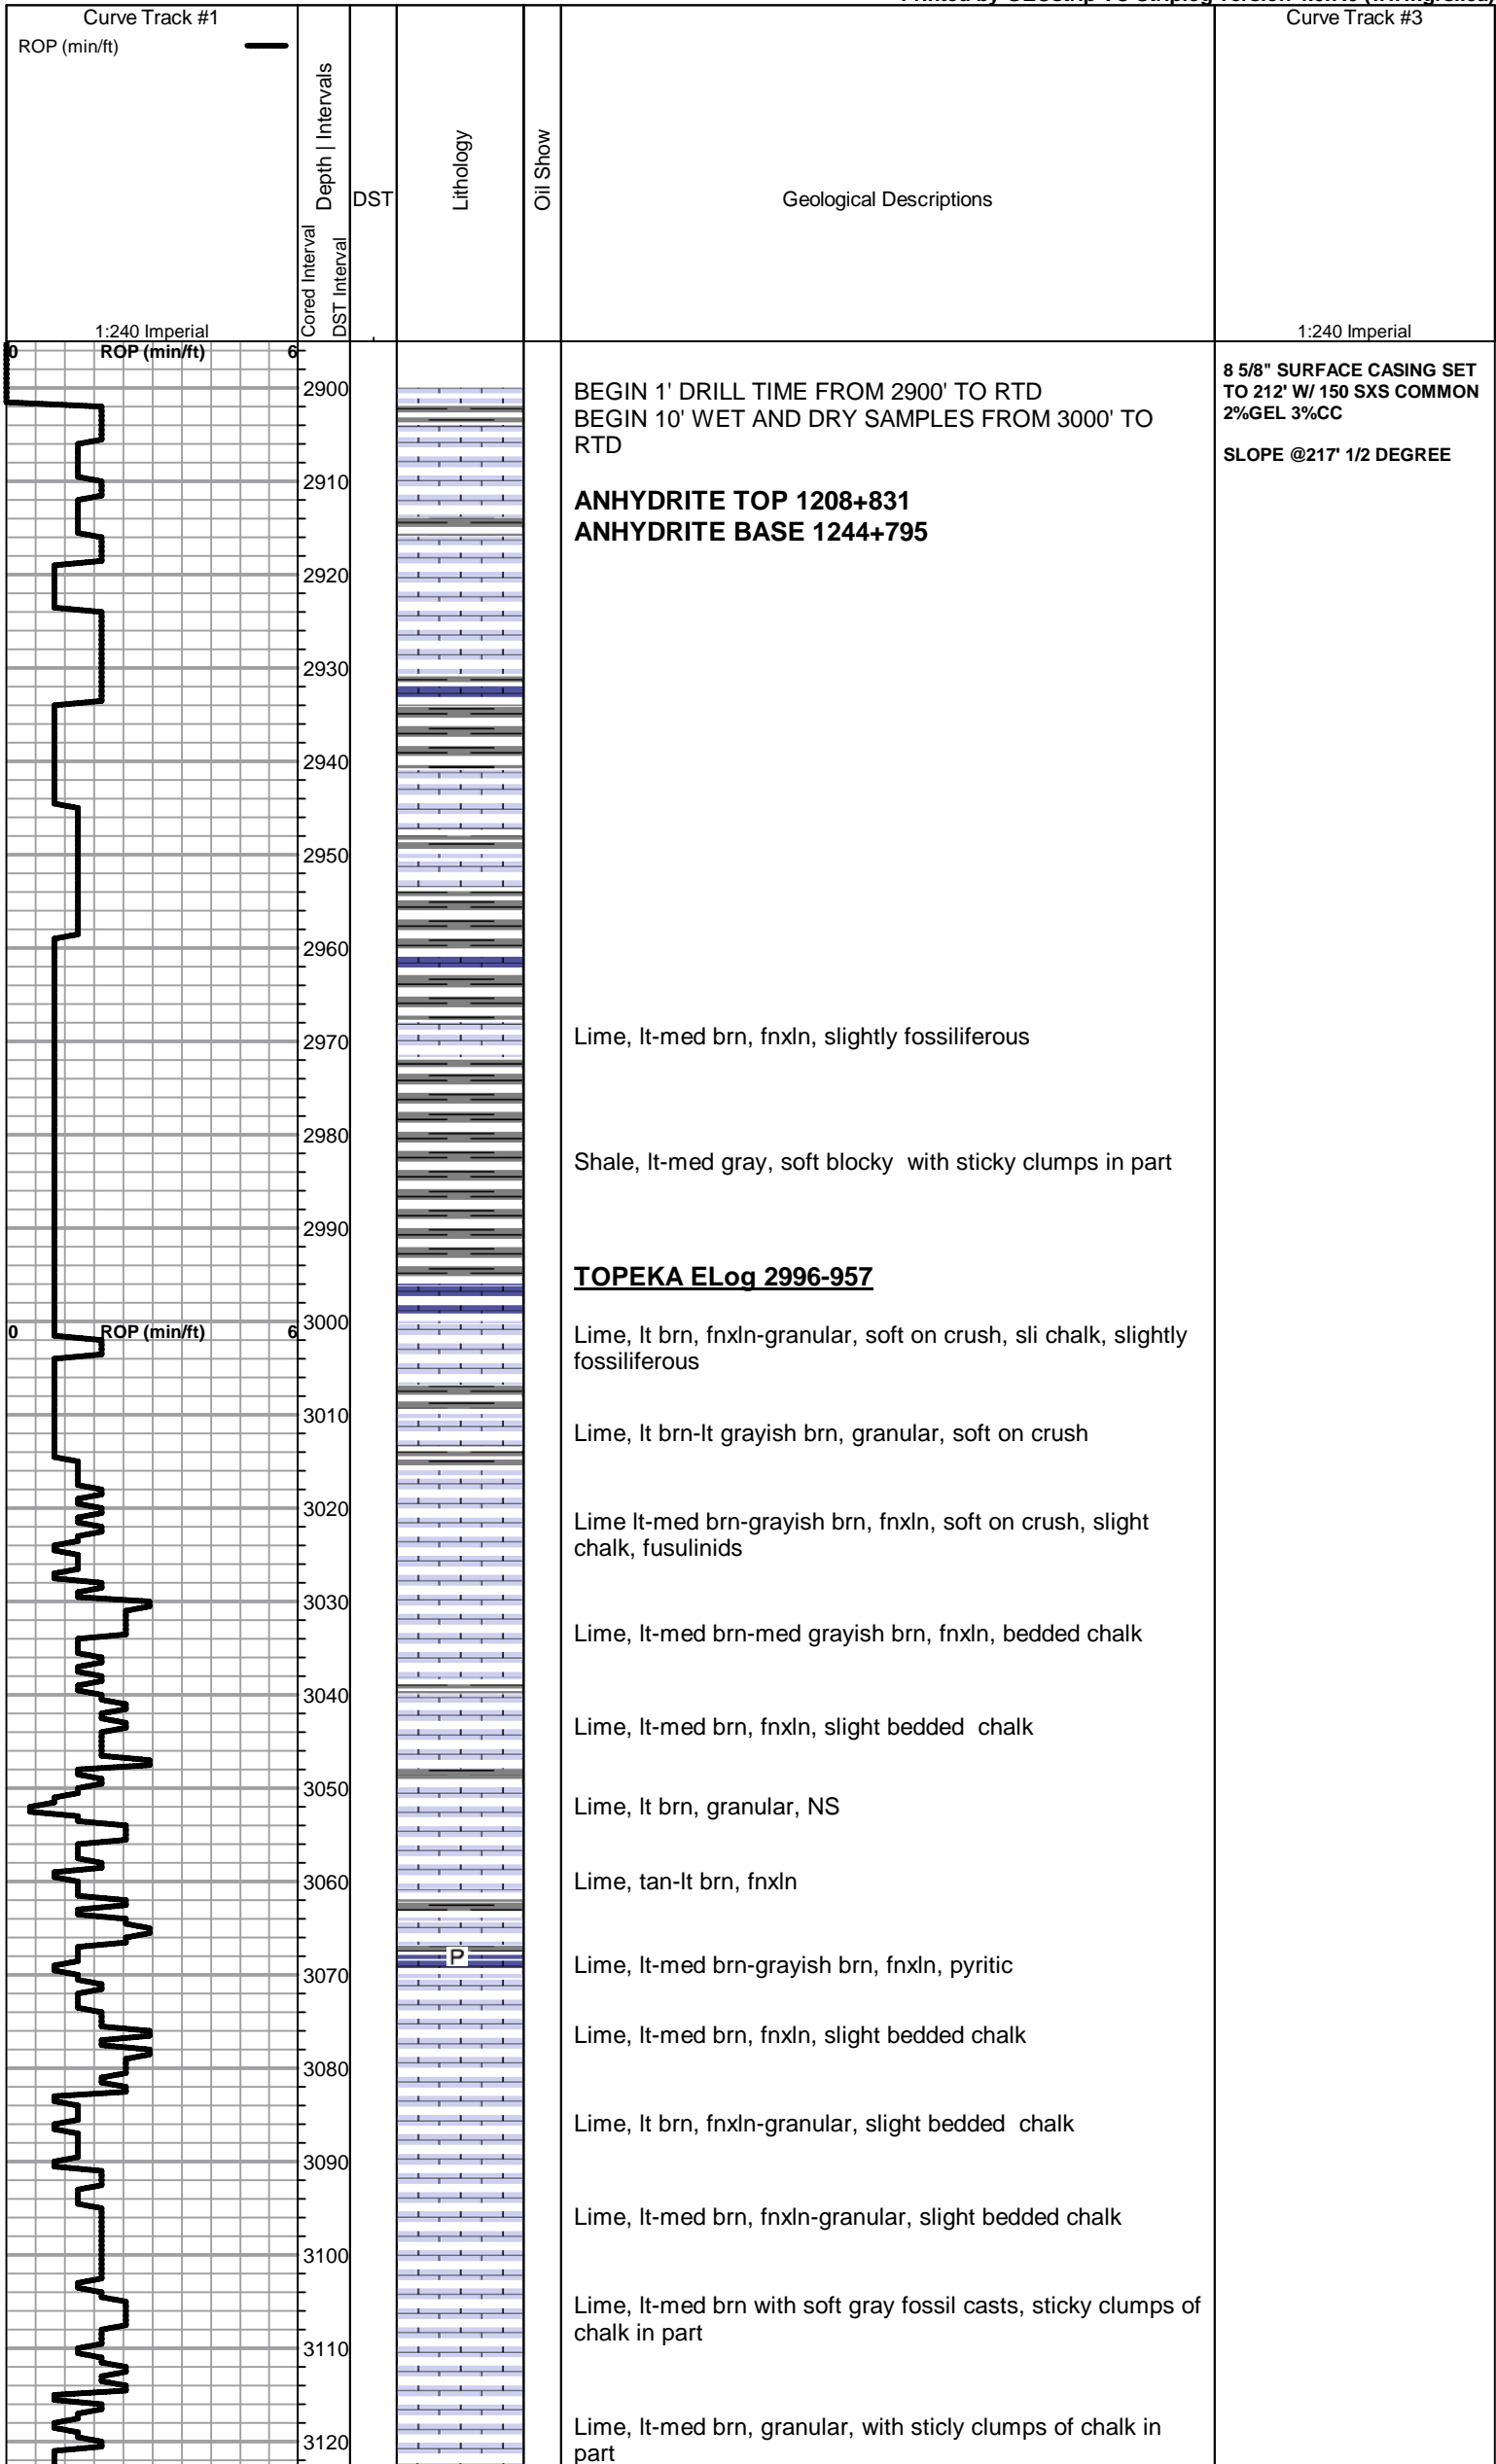 Curve Track #1
ROP (min/ft)
1:240 Imperial
Depth | Intervals
Cored Interval
DST Interval
DST
Lithology
Oil Show
Geological Descriptions
Curve Track #3
1:240 Imperial
0 ROP (min/ft) 6
2900
2910
2920
2930
2940
2950
2960
2970
2980
2990
3000
0 ROP (min/ft) 6
3010
3020
3030
3040
3050
3060
3070
3080
3090
3100
3110
3120
P
BEGIN 1' DRILL TIME FROM 2900' TO RTD
BEGIN 10' WET AND DRY SAMPLES FROM 3000' TO
RTD
ANHYDRITE TOP 1208+831
ANHYDRITE BASE 1244+795
Lime, lt-med brn, fnxln, slightly fossiliferous
Shale, lt-med gray, soft blocky  with sticky clumps in part
TOPEKA ELog 2996-957
Lime, lt brn, fnxln-granular, soft on crush, sli chalk, slightly
fossiliferous
Lime, lt brn-lt grayish brn, granular, soft on crush
Lime lt-med brn-grayish brn, fnxln, soft on crush, slight
chalk, fusulinids
Lime, lt-med brn-med grayish brn, fnxln, bedded chalk
Lime, lt-med brn, fnxln, slight bedded  chalk
Lime, lt brn, granular, NS
Lime, tan-lt brn, fnxln
Lime, lt-med brn-grayish brn, fnxln, pyritic
Lime, lt-med brn, fnxln, slight bedded chalk
Lime, lt brn, fnxln-granular, slight bedded  chalk
Lime, lt-med brn, fnxln-granular, slight bedded chalk
Lime, lt-med brn with soft gray fossil casts, sticky clumps of
chalk in part
Lime, lt-med brn, granular, with sticly clumps of chalk in
part
8 5/8" SURFACE CASING SET
TO 212' W/ 150 SXS COMMON
2%GEL 3%CC
SLOPE @217' 1/2 DEGREE